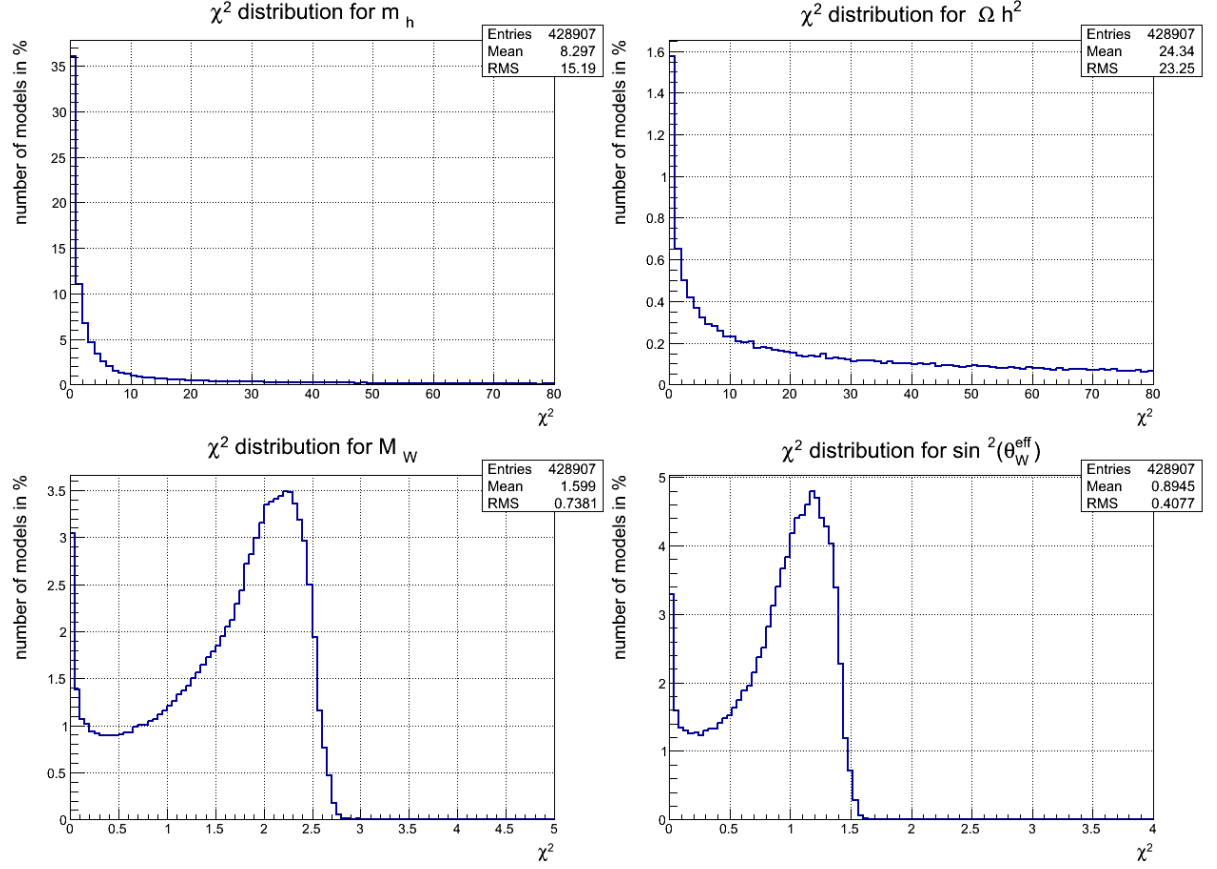 χ² distribution for m h
Entries 428907
Mean 8.297
RMS 15.19
number of models in %
35
30
25
20
15
10
5
0
0 10 20 30 40 50 60 70 80
χ²
χ² distribution for Ω h²
Entries 428907
Mean 24.34
RMS 23.25
number of models in %
1.6
1.4
1.2
1
0.8
0.6
0.4
0.2
0
0 10 20 30 40 50 60 70 80
χ²
χ² distribution for M W
Entries 428907
Mean 1.599
RMS 0.7381
number of models in %
3.5
3
2.5
2
1.5
1
0.5
0
0 0.5 1 1.5 2 2.5 3 3.5 4 4.5 5
χ²
χ² distribution for sin ²(θ_W^eff)
Entries 428907
Mean 0.8945
RMS 0.4077
number of models in %
5
4
3
2
1
0
0 0.5 1 1.5 2 2.5 3 3.5 4
χ²